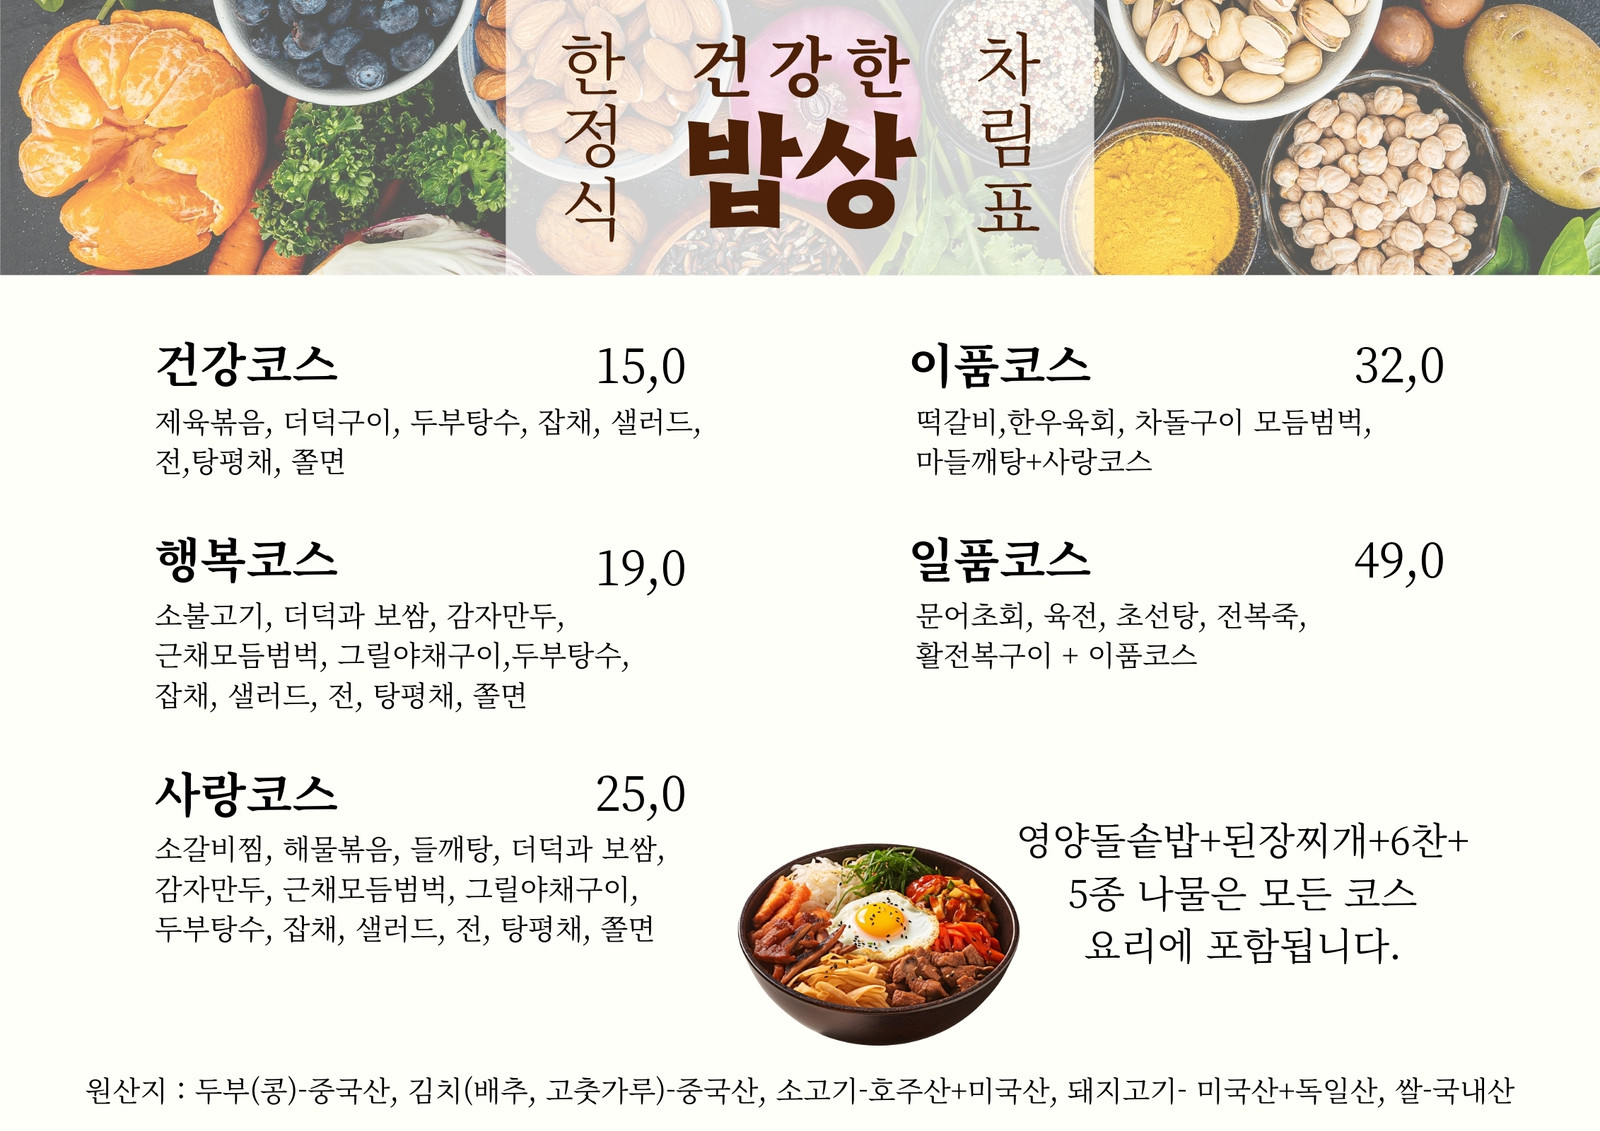 한정식
건강한
밥상
차림표
건강코스 15,0
제육볶음, 더덕구이, 두부탕수, 잡채, 샐러드,
전,탕평채, 쫄면
행복코스 19,0
소불고기, 더덕과 보쌈, 감자만두,
근채모듬범벅, 그릴야채구이,두부탕수,
잡채, 샐러드, 전, 탕평채, 쫄면
사랑코스 25,0
소갈비찜, 해물볶음, 들깨탕, 더덕과 보쌈,
감자만두, 근채모듬범벅, 그릴야채구이,
두부탕수, 잡채, 샐러드, 전, 탕평채, 쫄면
이품코스 32,0
떡갈비,한우육회, 차돌구이 모듬범벅,
마들깨탕+사랑코스
일품코스 49,0
문어초회, 육전, 초선탕, 전복죽,
활전복구이 + 이품코스
영양돌솥밥+된장찌개+6찬+
5종 나물은 모든 코스
요리에 포함됩니다.
원산지 : 두부(콩)-중국산, 김치(배추, 고춧가루)-중국산, 소고기-호주산+미국산, 돼지고기- 미국산+독일산, 쌀-국내산